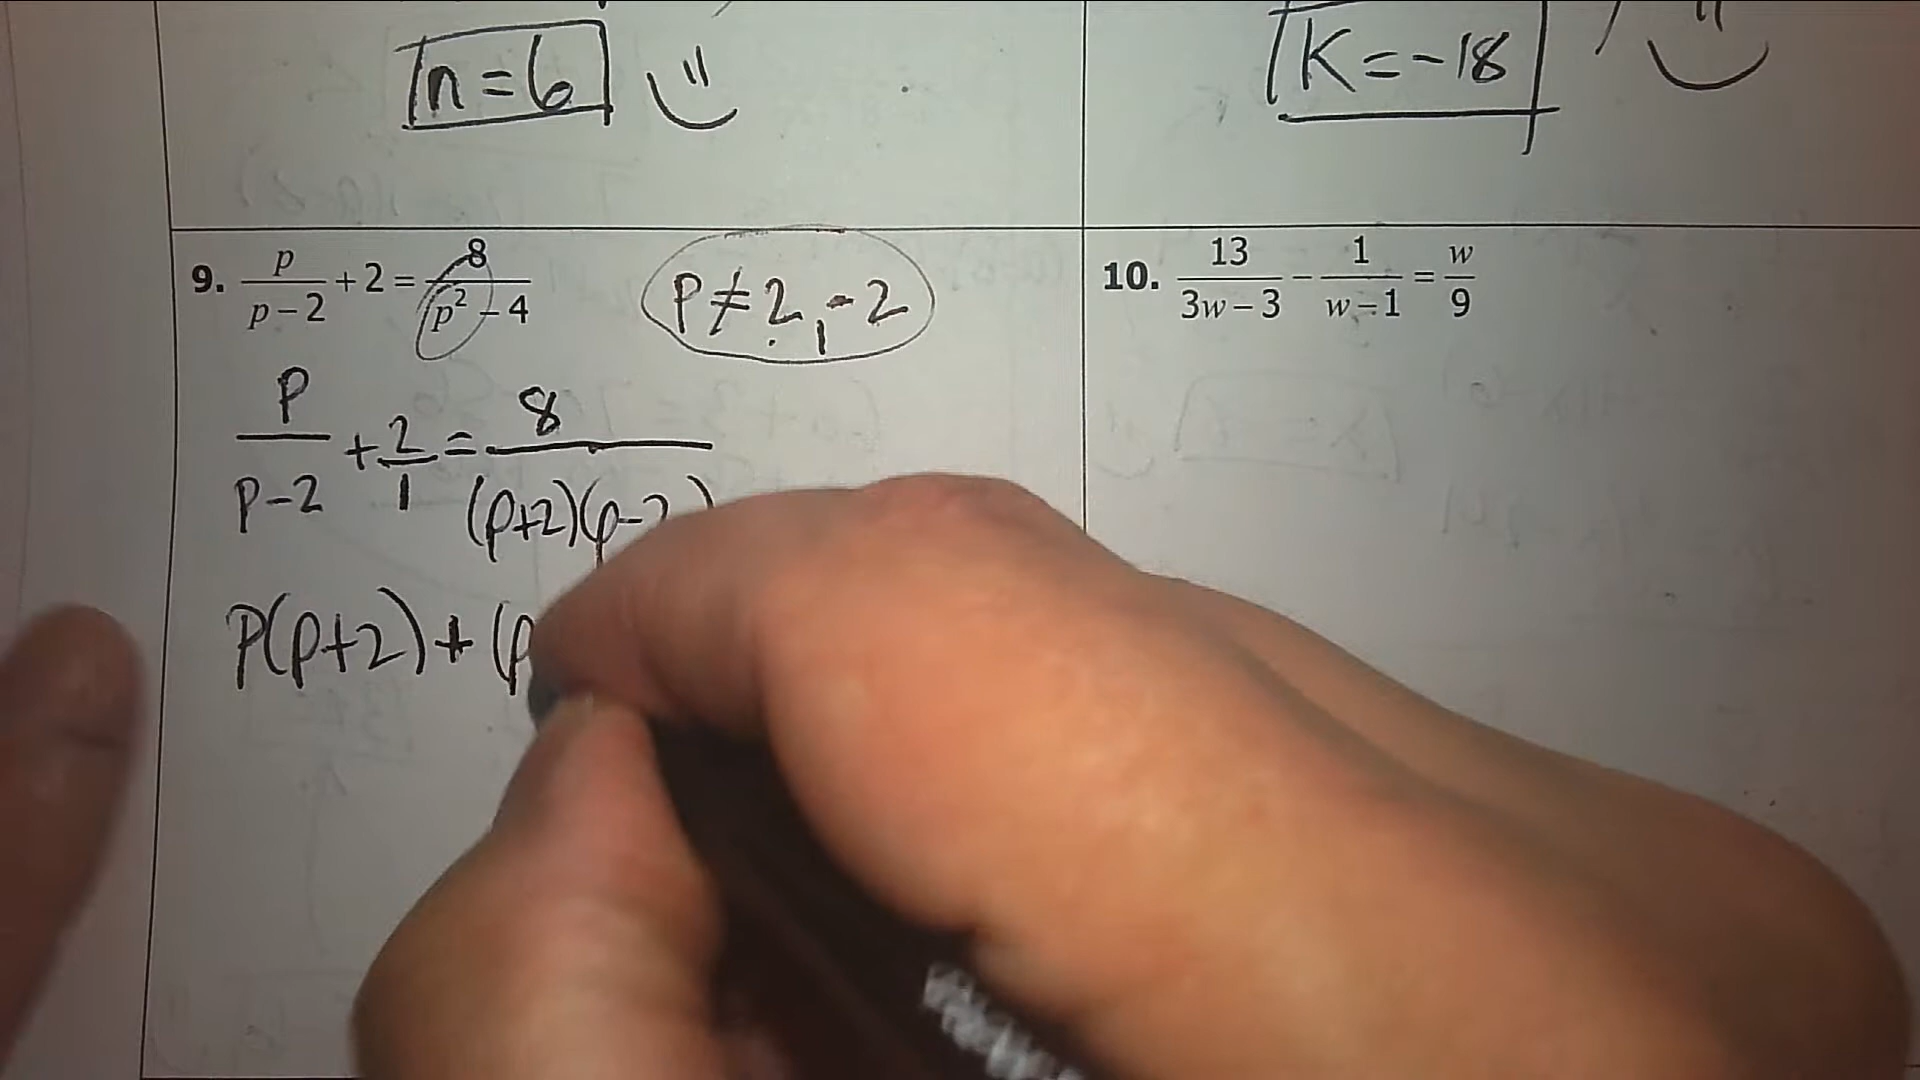 n = 6
K = -18
9. p/(p - 2) + 2 = 8/(p² - 4)
P ≠ 2, -2
P/(P-2) + 2/1 = 8/((p+2)(p-2))
P(p+2) + (p
10. 13/(3w - 3) - 1/(w - 1) = w/9